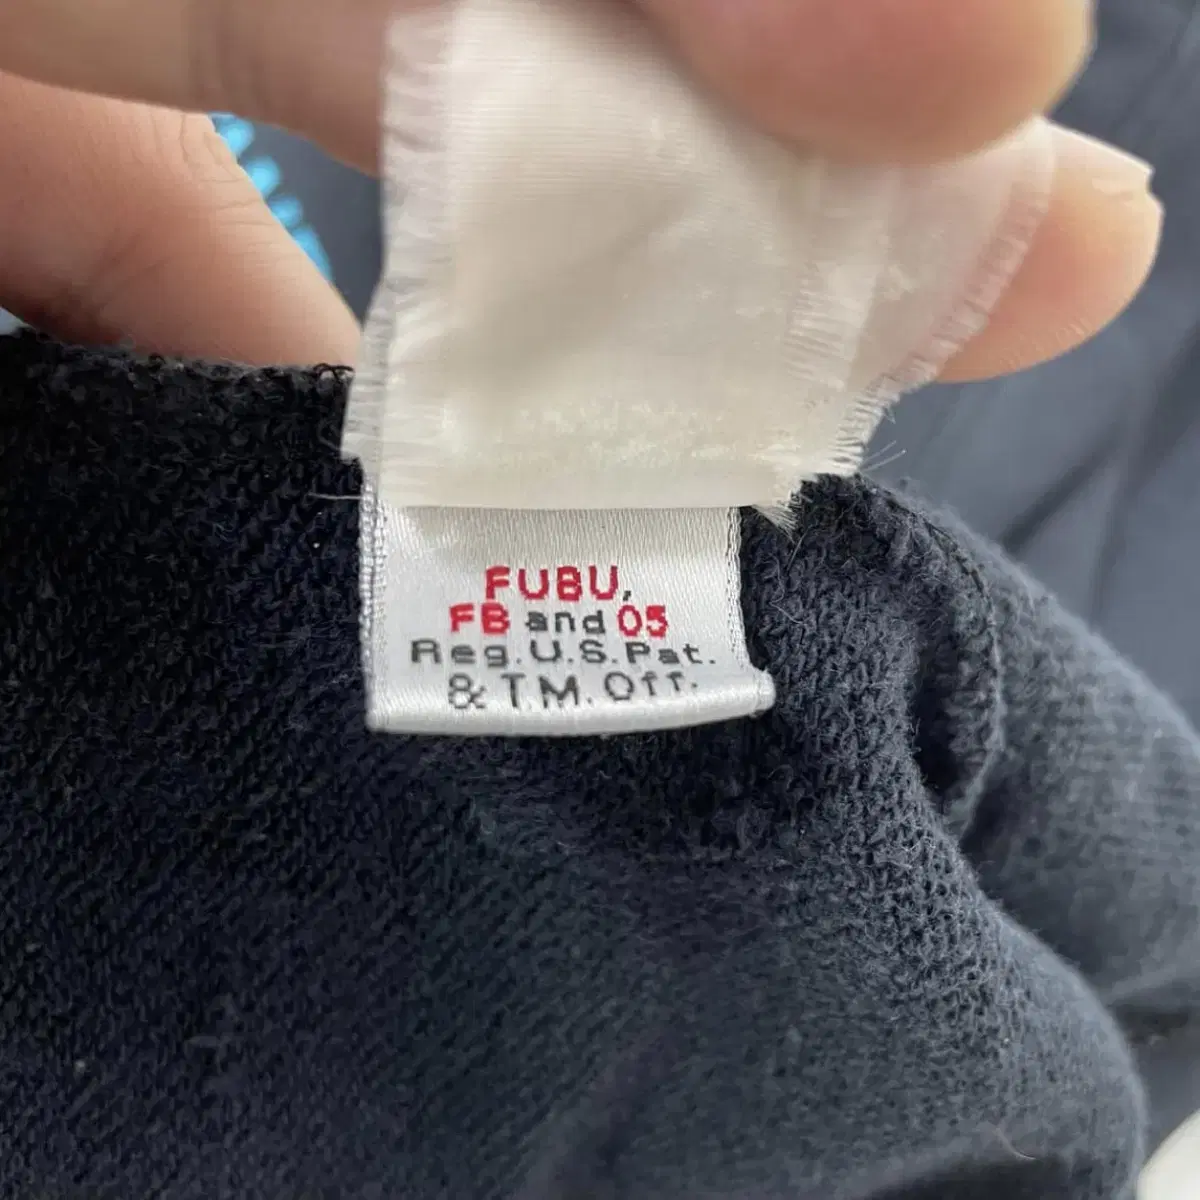 FUBU,
FB and 05
Reg.U.S.Pat.
& T.M. Off.